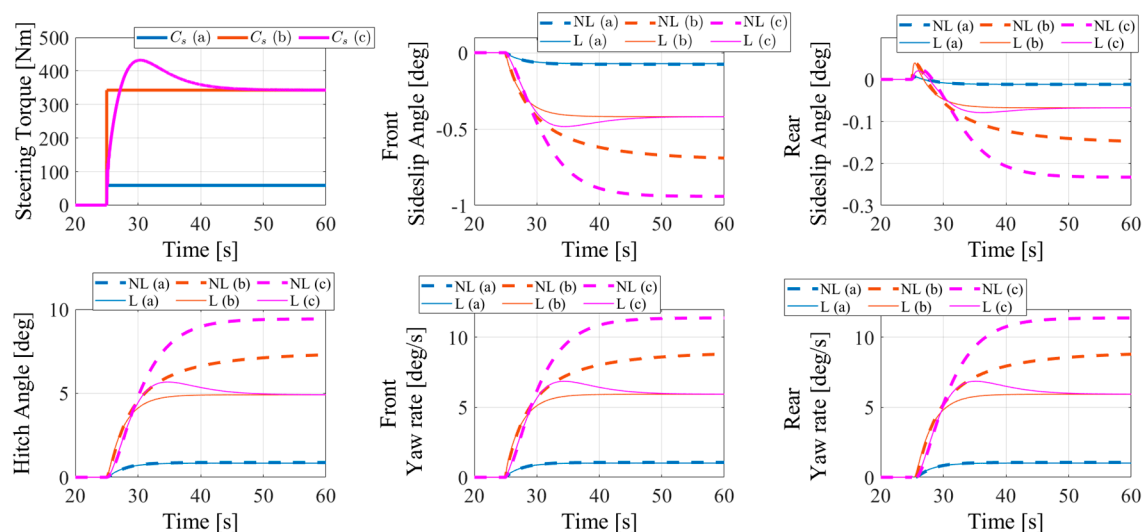 C_s (a) C_s (b) C_s (c)
Steering Torque [Nm]
500
400
300
200
100
0
20 30 40 50 60
Time [s]
NL (a) NL (b) NL (c)
L (a) L (b) L (c)
Front
Sideslip Angle [deg]
0
-0.5
-1
20 30 40 50 60
Time [s]
NL (a) NL (b) NL (c)
L (a) L (b) L (c)
Rear
Sideslip Angle [deg]
0
-0.1
-0.2
-0.3
20 30 40 50 60
Time [s]
NL (a) NL (b) NL (c)
L (a) L (b) L (c)
Hitch Angle [deg]
10
5
0
20 30 40 50 60
Time [s]
NL (a) NL (b) NL (c)
L (a) L (b) L (c)
Front
Yaw rate [deg/s]
10
5
0
20 30 40 50 60
Time [s]
NL (a) NL (b) NL (c)
L (a) L (b) L (c)
Rear
Yaw rate [deg/s]
10
5
0
20 30 40 50 60
Time [s]